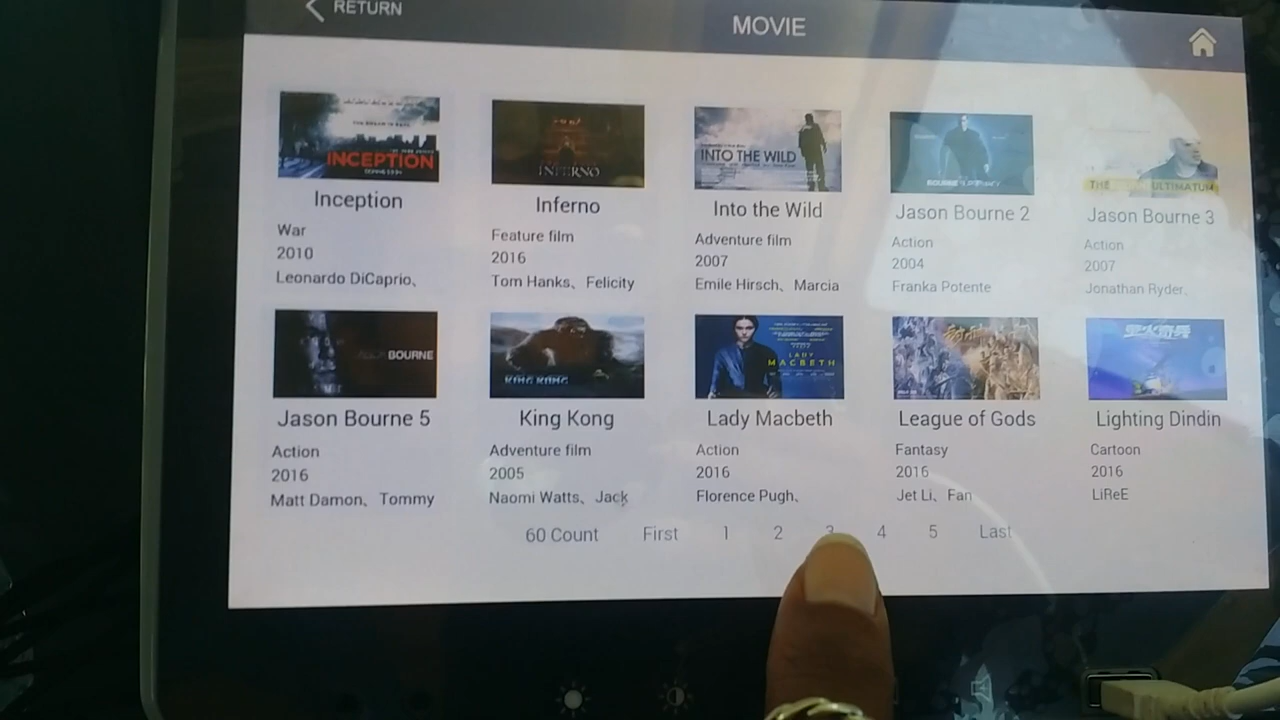 RETURN
MOVIE
INCEPTION
INFERNO
INTO THE WILD
THE ULTIMATUM
Inception
Inferno
Into the Wild
Jason Bourne 2
Jason Bourne 3
War
Feature film
Adventure film
Action
Action
2010
2016
2007
2004
2007
Leonardo DiCaprio、
Tom Hanks、Felicity
Emile Hirsch、Marcia
Franka Potente
Jonathan Ryder、
BOURNE
KING KONG
LADY
MACBETH
Jason Bourne 5
King Kong
Lady Macbeth
League of Gods
Lighting Dindin
Action
Adventure film
Action
Fantasy
Cartoon
2016
2005
2016
2016
2016
Matt Damon、Tommy
Naomi Watts、Jack
Florence Pugh、
Jet Li、Fan
LiReE
60 Count First 1 2 3 4 5 Last